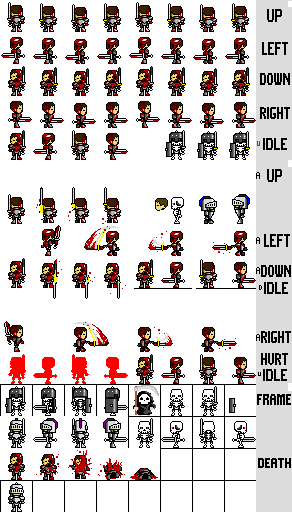 UP
LEFT
DOWN
RIGHT
U IDLE
A UP
A LEFT
A DOWN
D IDLE
A RIGHT
HURT
U IDLE
FRAME
DEATH